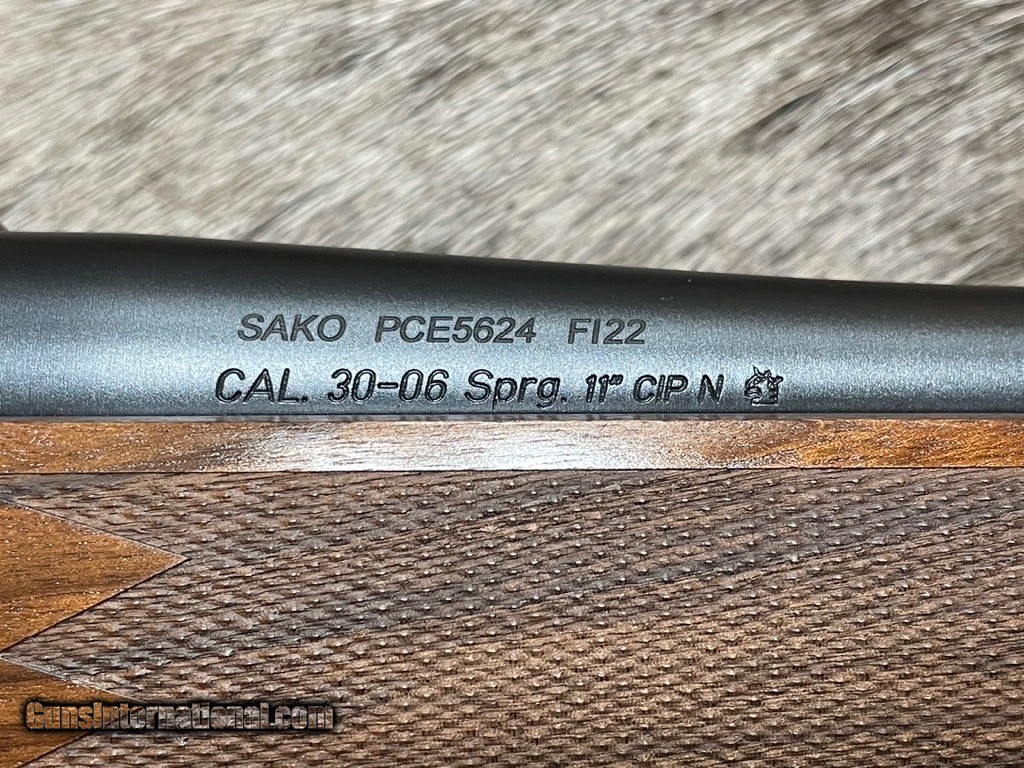 SAKO PCE5624 FI22
CAL. 30-06 Sprg. 11" CIP N
GunsInternational.com